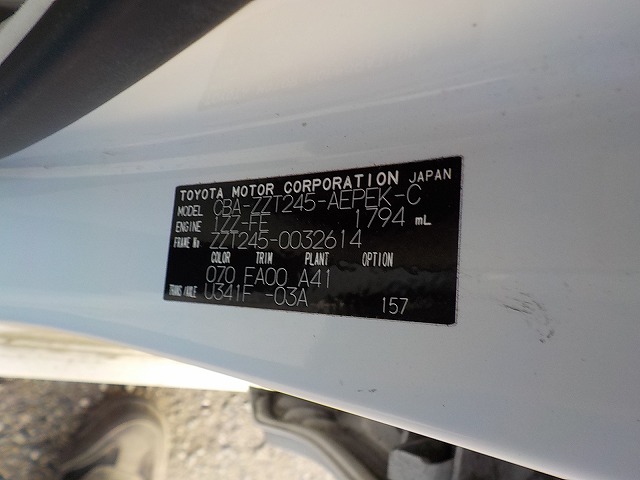 TOYOTA MOTOR CORPORATION JAPAN
MODEL CBA-ZZT245-AEPEK-C
ENGINE 1ZZ-FE 1794 mL
FRAME No ZZT245-0032614
COLOR TRIM PLANT OPTION
070 FA00 A41
TRANS/AXLE U341F -03A
157